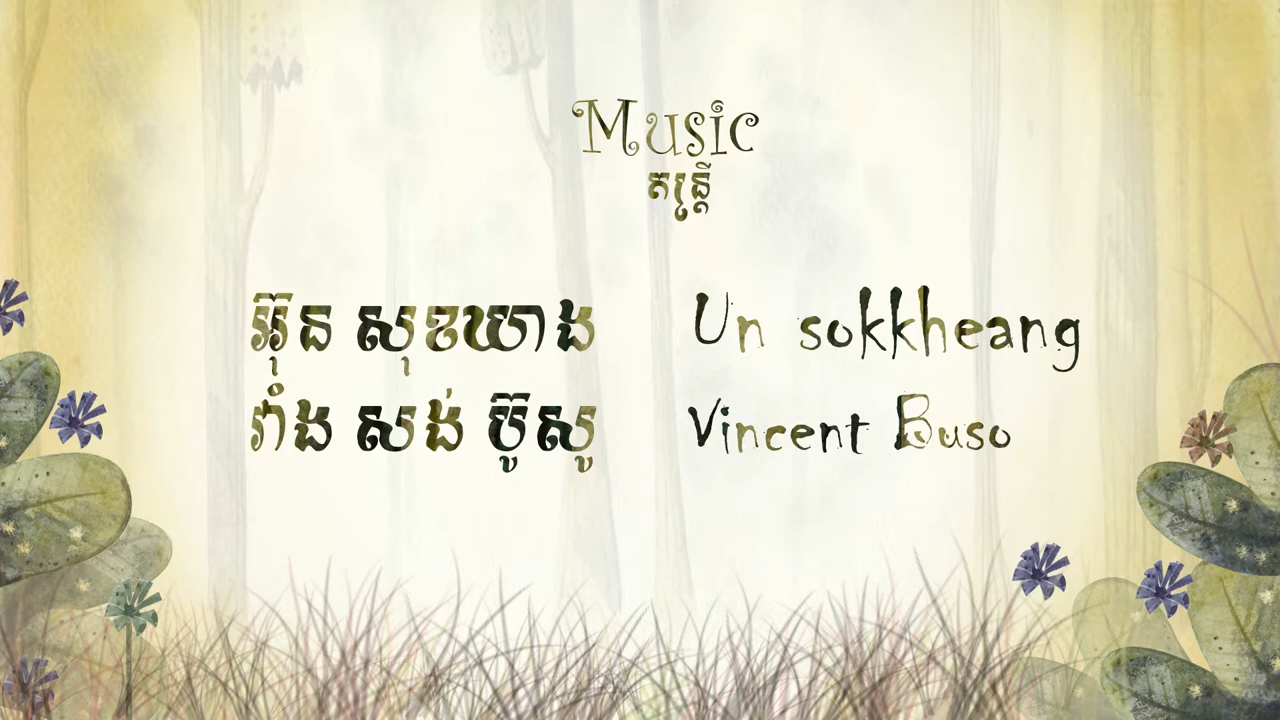 Music
តន្ត្រី
អ៊ុន សុខឃាង Un sokkheang
វ៉ាំង សង់ ប៊ូសូ Vincent Buso